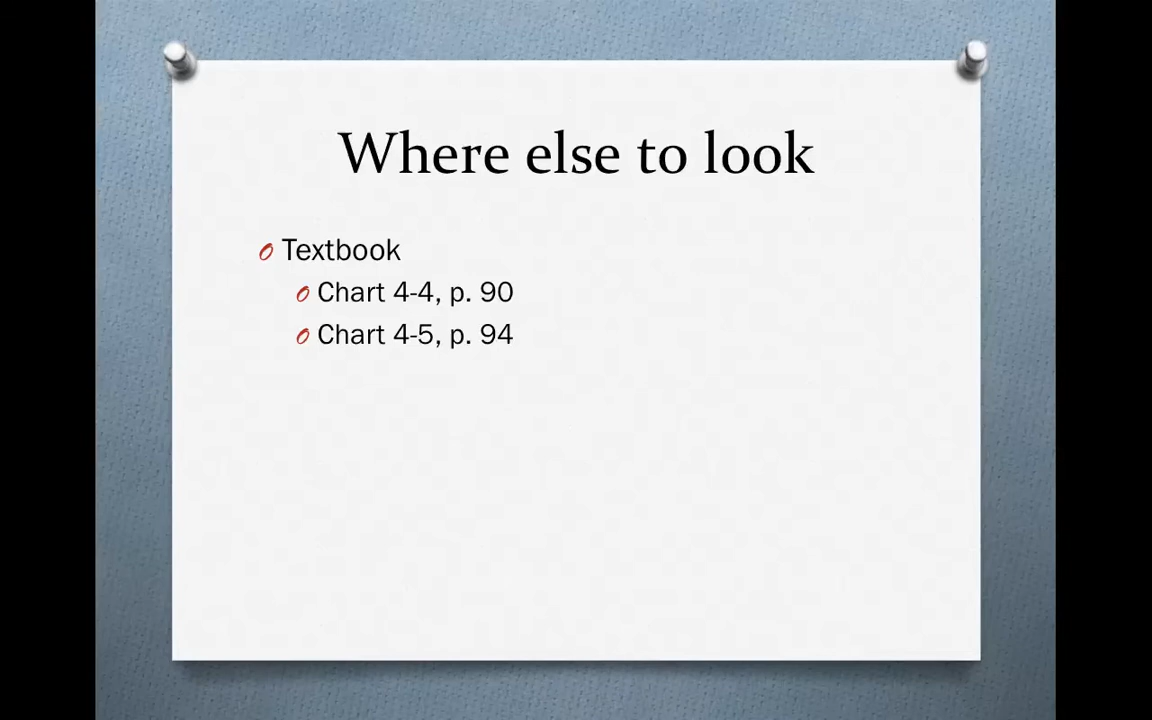 Where else to look
Textbook
Chart 4-4, p. 90
Chart 4-5, p. 94